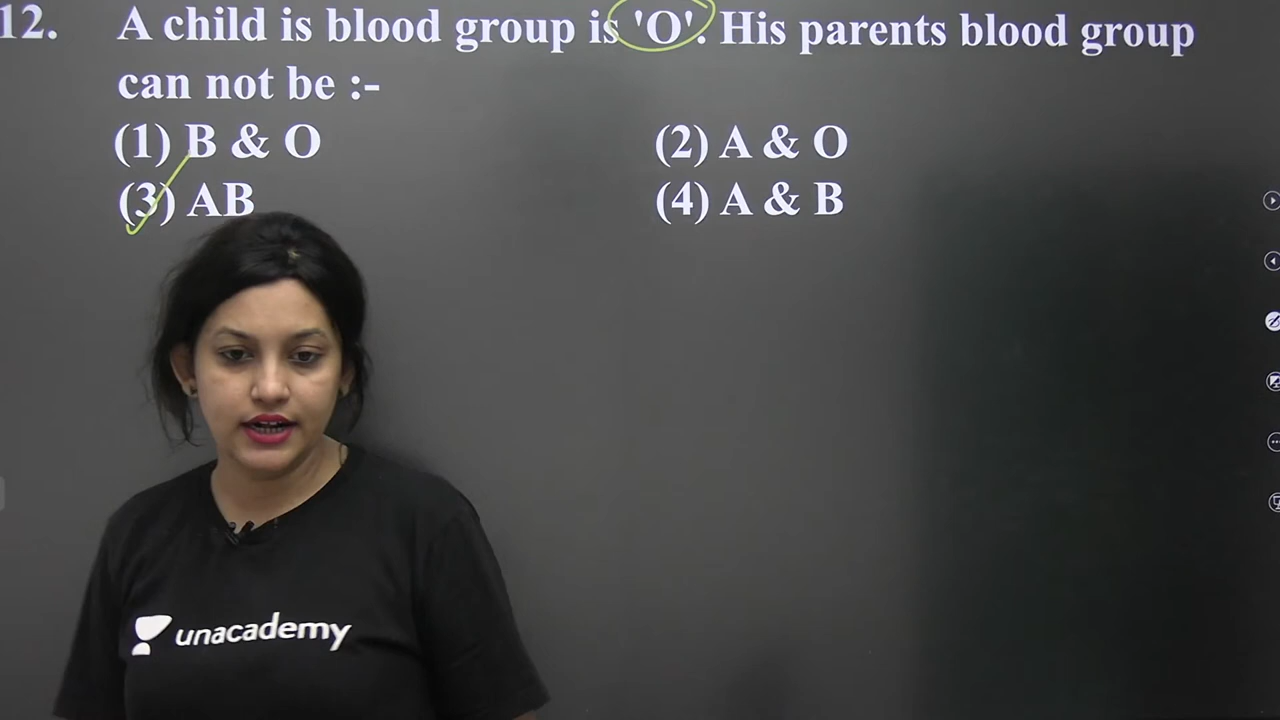 12. A child is blood group is 'O'. His parents blood group
can not be :-
(1) B & O (2) A & O
(3) AB (4) A & B
unacademy